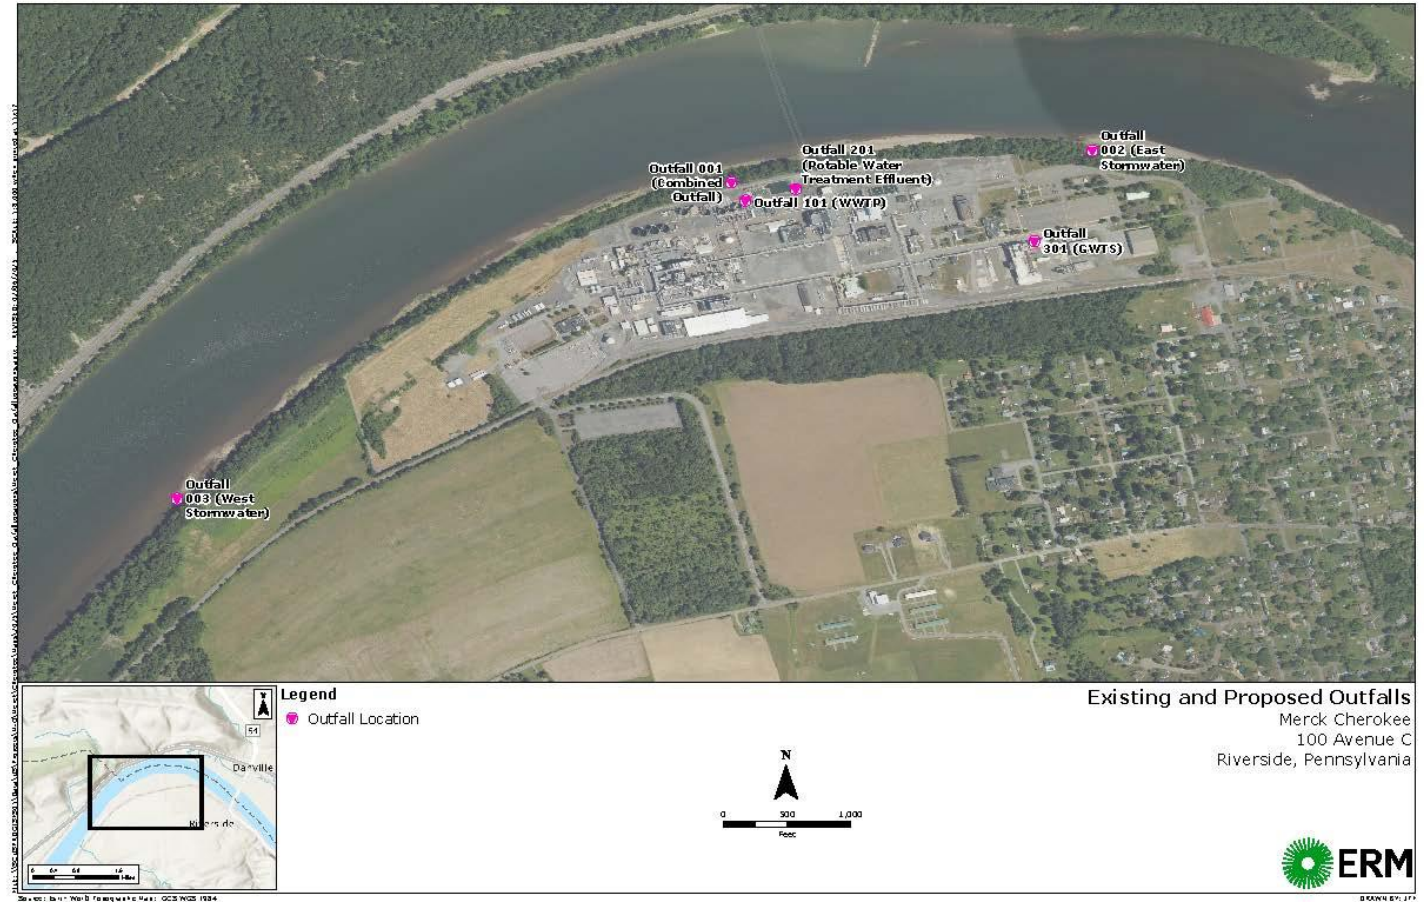 Outfall
002 (East
Stormwater)
Outfall 201
(Rotable Water
Treatment Effluent)
Outfall 001
(Combined
Outfall)
Outfall 101 (WWTP)
Outfall
301 (GWTS)
Outfall
003 (West
Stormwater)
Legend
Outfall Location
Existing and Proposed Outfalls
Merck Cherokee
100 Avenue C
Riverside, Pennsylvania
N
0 500 1,000
Feet
54
Danville
Riverside
ERM